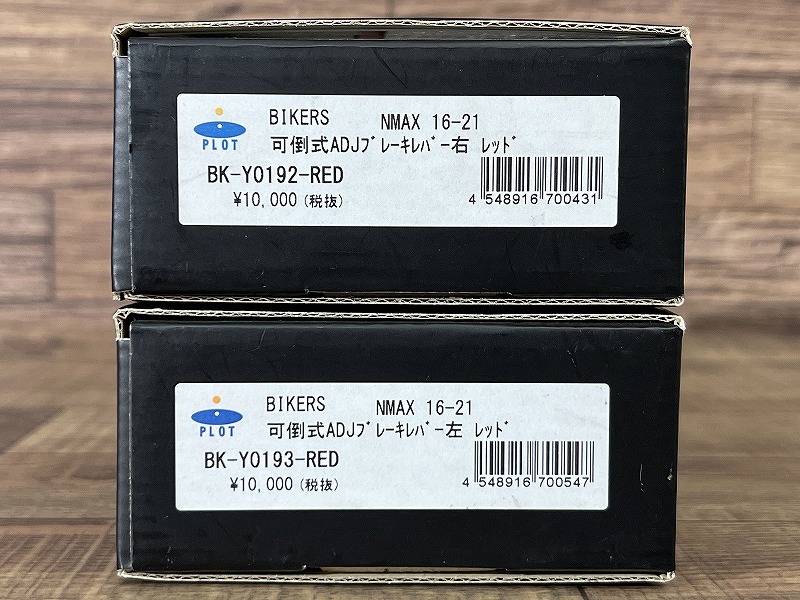 BIKERS NMAX 16-21
PLOT 可倒式ADJブレーキレバー右 レッド
BK-Y0192-RED
¥10,000(税抜)
4 548916 700431
BIKERS NMAX 16-21
PLOT 可倒式ADJブレーキレバー左 レッド
BK-Y0193-RED
¥10,000(税抜)
4 548916 700547